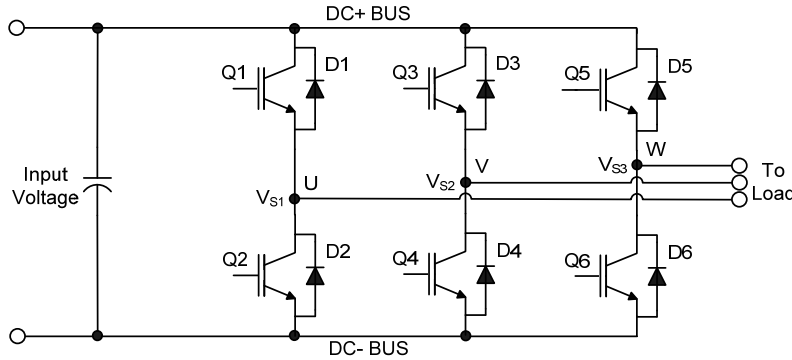 DC+ BUS
Q1
D1
Q3
D3
Q5
D5
Input
Voltage
W
VS3
To
Load
V
VS2
U
VS1
Q2
D2
Q4
D4
Q6
D6
DC- BUS